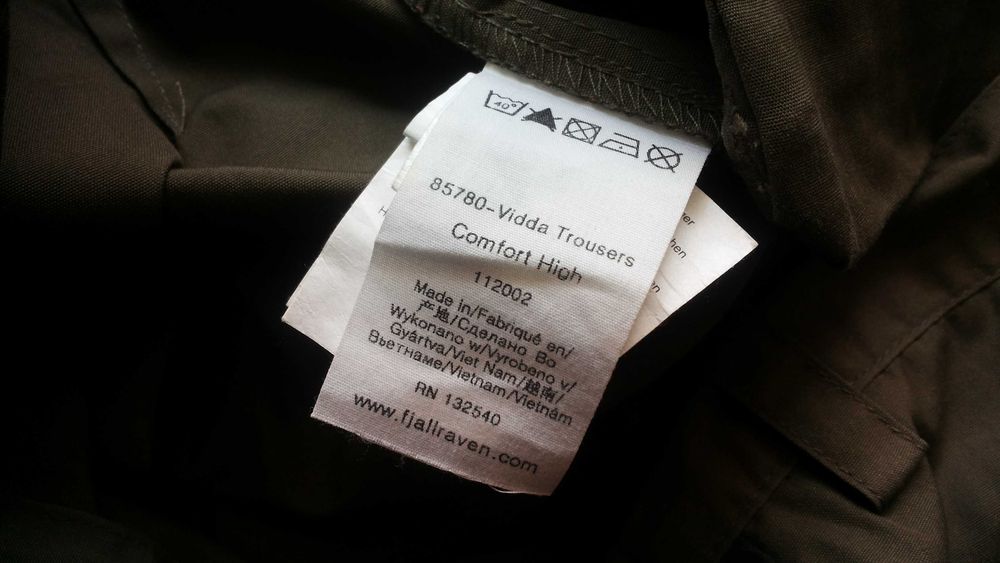 40°
85780-Vidda Trousers
Comfort High
112002
Made in/Fabriqué en/
产地/Сделано Во
Wykonano w/Vyrobeno v/
Gyártva/Viet Nam/越南/
Вьетнаме/Vietnam/Vietnám
RN 132540
www.fjallraven.com